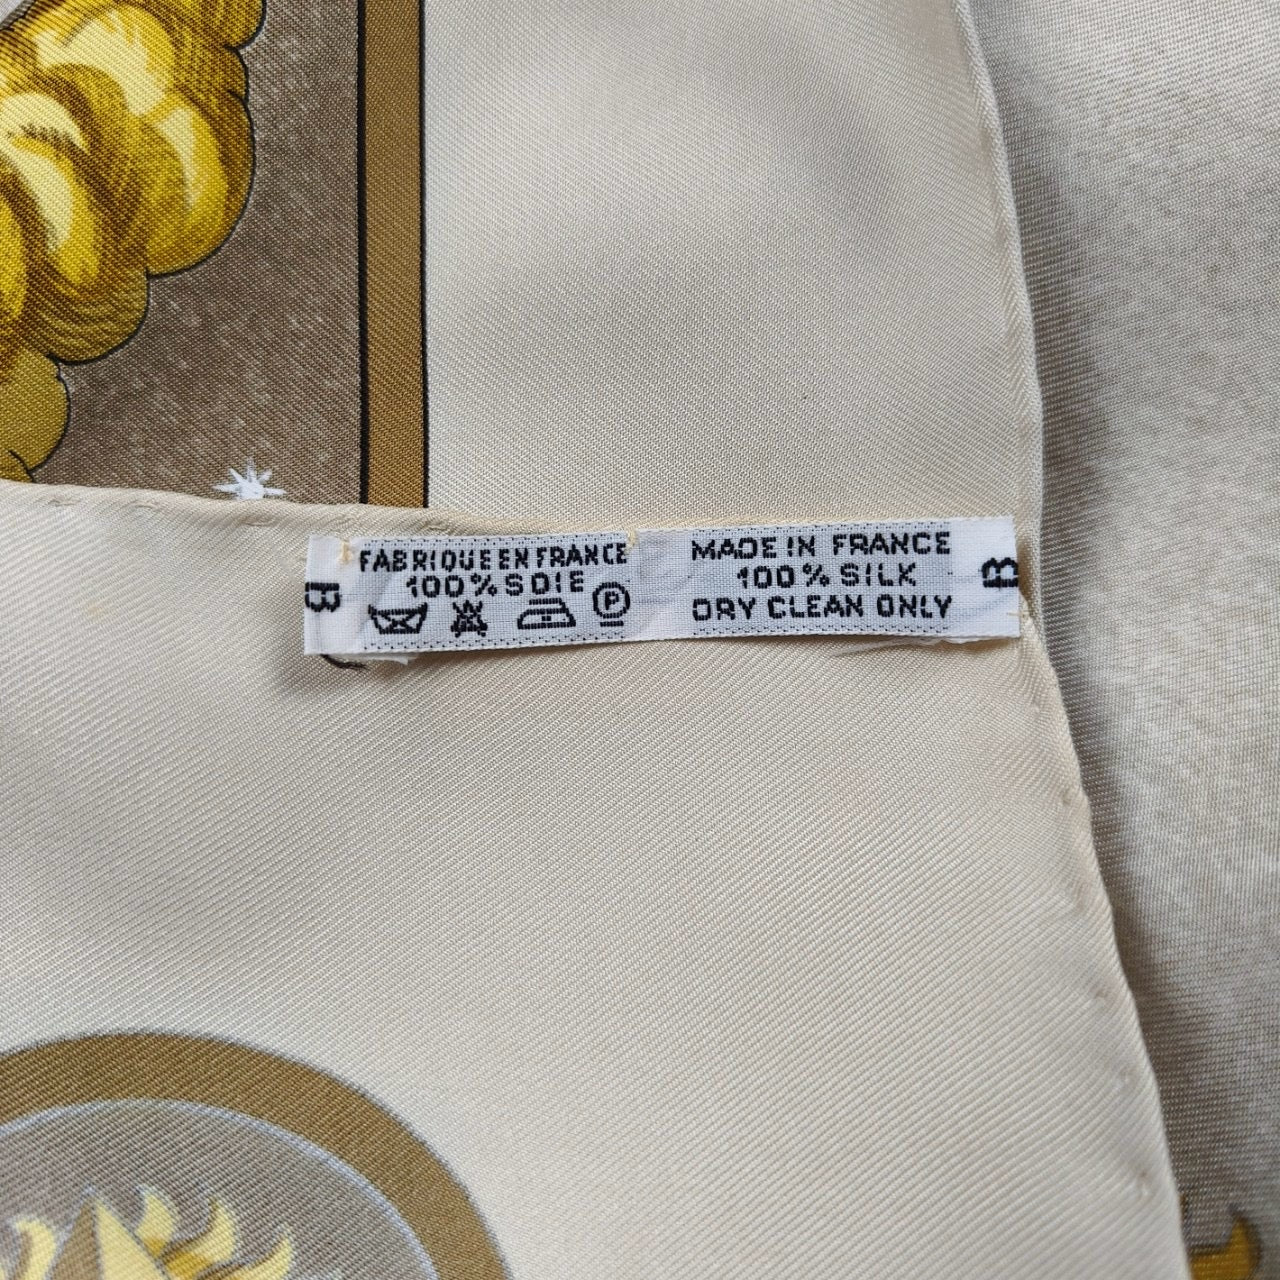 FABRIQUE EN FRANCE
100% SOIE
P
MADE IN FRANCE
100% SILK
DRY CLEAN ONLY
B
B